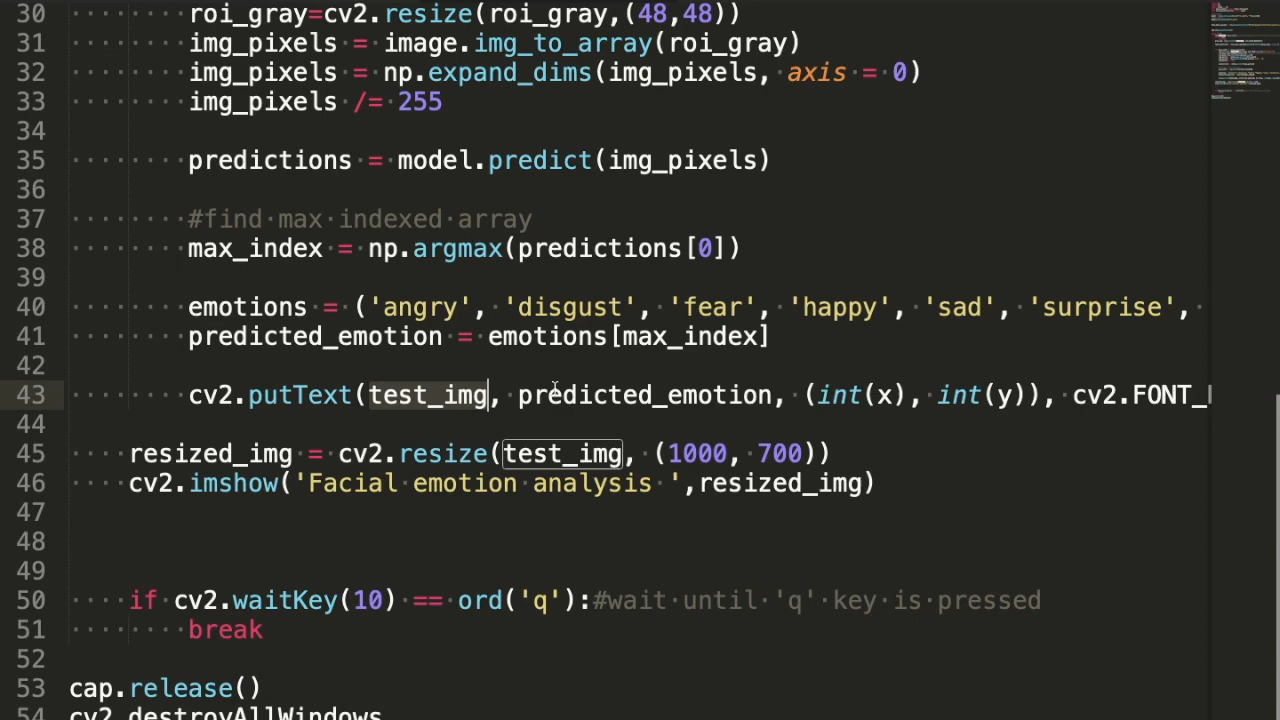 30 roi_gray=cv2.resize(roi_gray,(48,48))
31 img_pixels = image.img_to_array(roi_gray)
32 img_pixels = np.expand_dims(img_pixels, axis = 0)
33 img_pixels /= 255
34
35 predictions = model.predict(img_pixels)
36
37 #find max indexed array
38 max_index = np.argmax(predictions[0])
39
40 emotions = ('angry', 'disgust', 'fear', 'happy', 'sad', 'surprise',
41 predicted_emotion = emotions[max_index]
42
43 cv2.putText(test_img, predicted_emotion, (int(x), int(y)), cv2.FONT_
44
45 resized_img = cv2.resize(test_img, (1000, 700))
46 cv2.imshow('Facial emotion analysis ',resized_img)
47
48
49
50 if cv2.waitKey(10) == ord('q'):#wait until 'q' key is pressed
51 break
52
53 cap.release()
54 cv2.destroyAllWindows